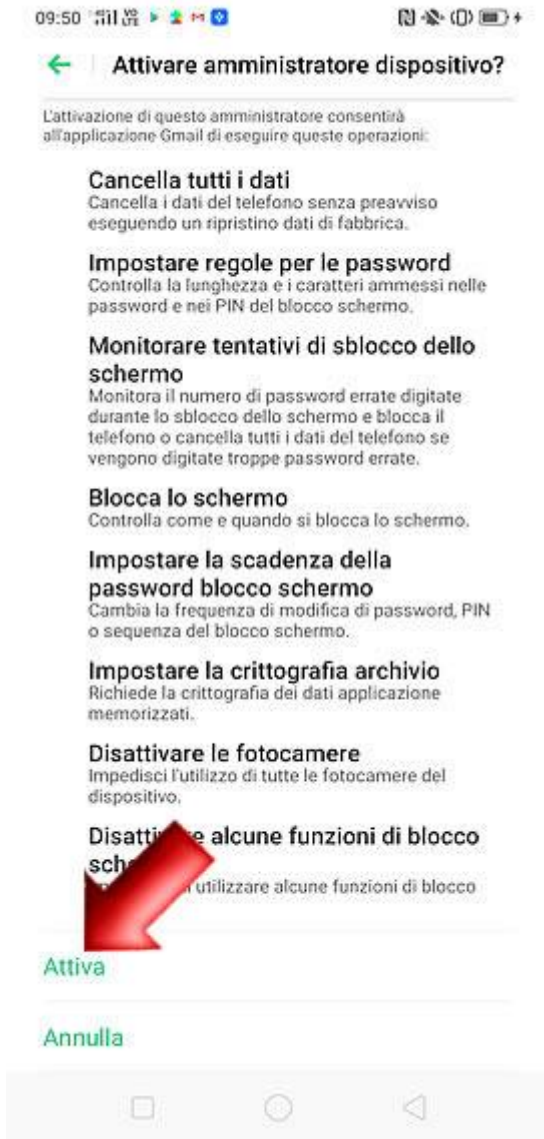 09:50
Attivare amministratore dispositivo?
L'attivazione di questo amministratore consentirà
all'applicazione Gmail di eseguire queste operazioni:
Cancella tutti i dati
Cancella i dati del telefono senza preavviso
eseguendo un ripristino dati di fabbrica.
Impostare regole per le password
Controlla la lunghezza e i caratteri ammessi nelle
password e nei PIN del blocco schermo.
Monitorare tentativi di sblocco dello
schermo
Monitora il numero di password errate digitate
durante lo sblocco dello schermo e blocca il
telefono o cancella tutti i dati del telefono se
vengono digitate troppe password errate.
Blocca lo schermo
Controlla come e quando si blocca lo schermo.
Impostare la scadenza della
password blocco schermo
Cambia la frequenza di modifica di password, PIN
o sequenza del blocco schermo.
Impostare la crittografia archivio
Richiede la crittografia dei dati applicazione
memorizzati.
Disattivare le fotocamere
Impedisci l'utilizzo di tutte le fotocamere del
dispositivo.
alcune funzioni di blocco
utilizzare alcune funzioni di blocco
Attiva
Annulla